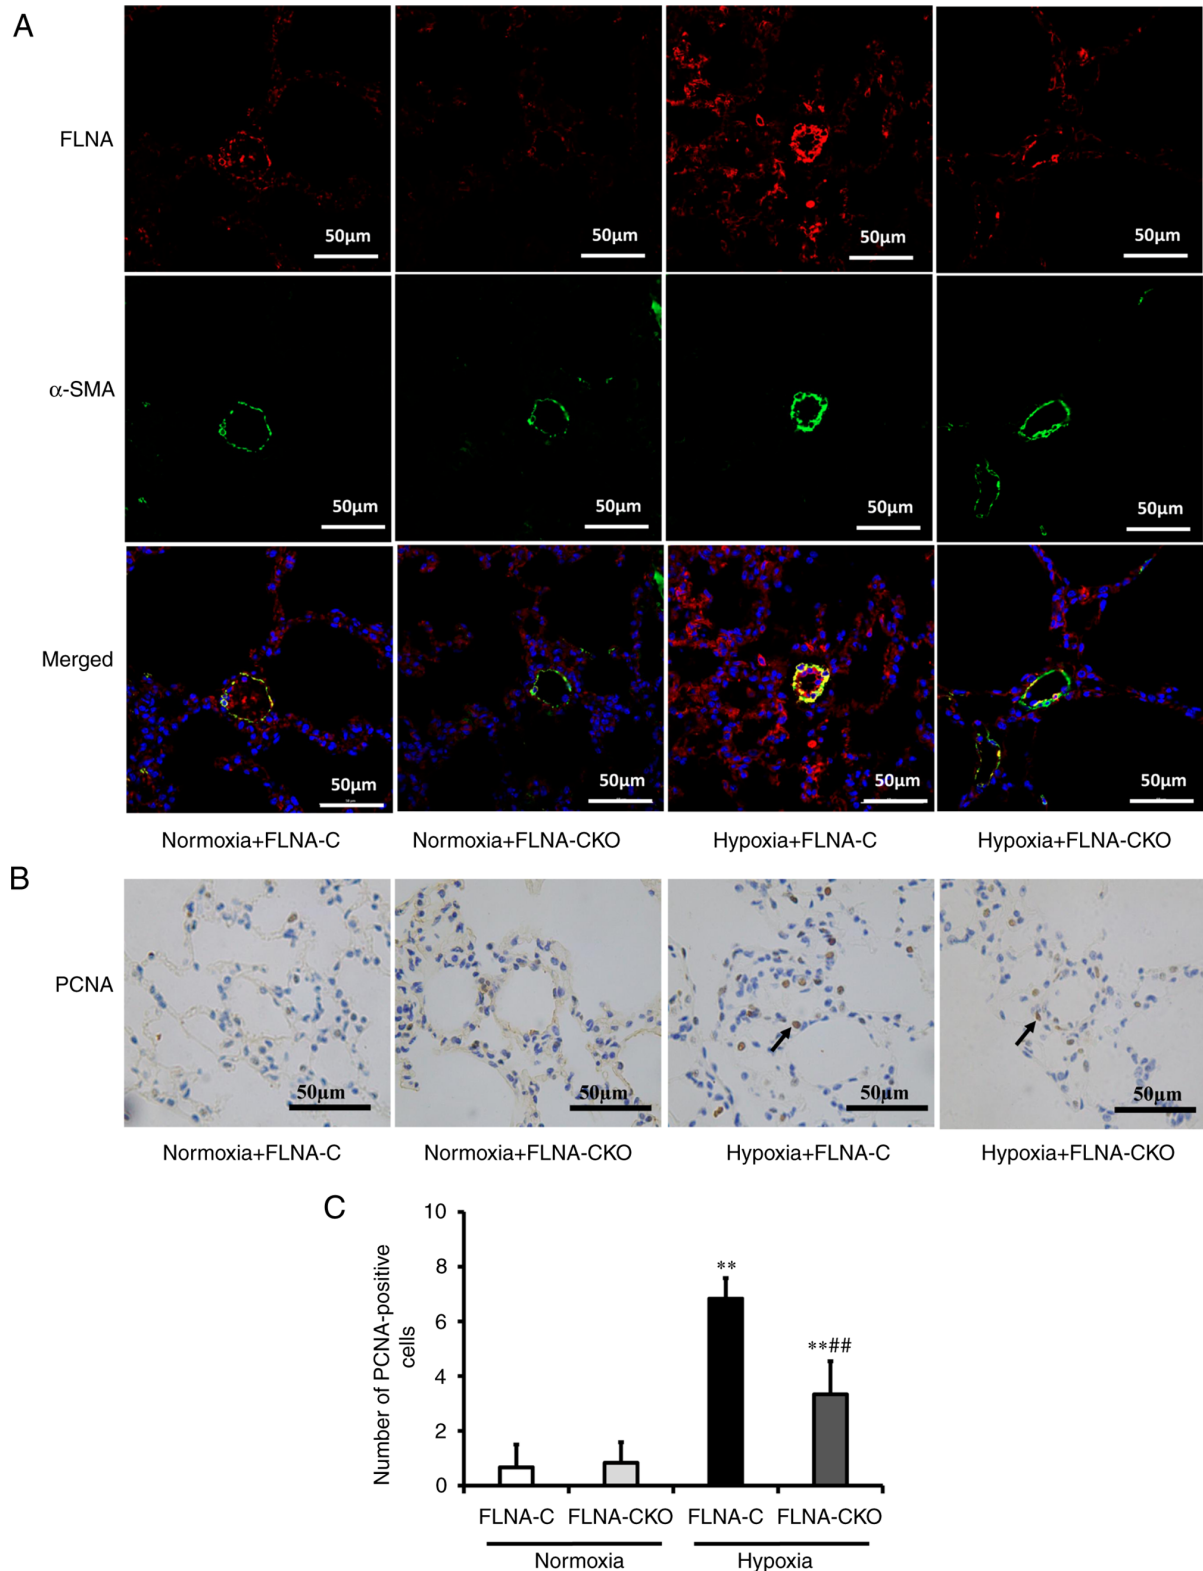 A
FLNA
50µm
50µm
50µm
50µm
α-SMA
50µm
50µm
50µm
50µm
Merged
50µm
50µm
50µm
50µm
Normoxia+FLNA-C
Normoxia+FLNA-CKO
Hypoxia+FLNA-C
Hypoxia+FLNA-CKO
B
PCNA
50µm
50µm
50µm
50µm
Normoxia+FLNA-C
Normoxia+FLNA-CKO
Hypoxia+FLNA-C
Hypoxia+FLNA-CKO
C
Number of PCNA-positive
cells
10
8
6
4
2
0
**
**##
FLNA-C
FLNA-CKO
FLNA-C
FLNA-CKO
Normoxia
Hypoxia